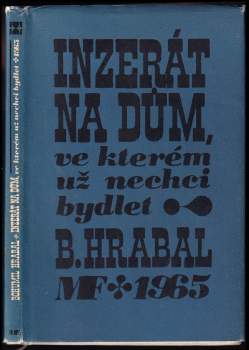 INZERÁT
NA DŮM,
ve kterém
už nechci
bydlet
B. HRABAL
MF 1965
BOHUMIL HRABAL INZERÁT NA DŮM, ve kterém už nechci bydlet 1965